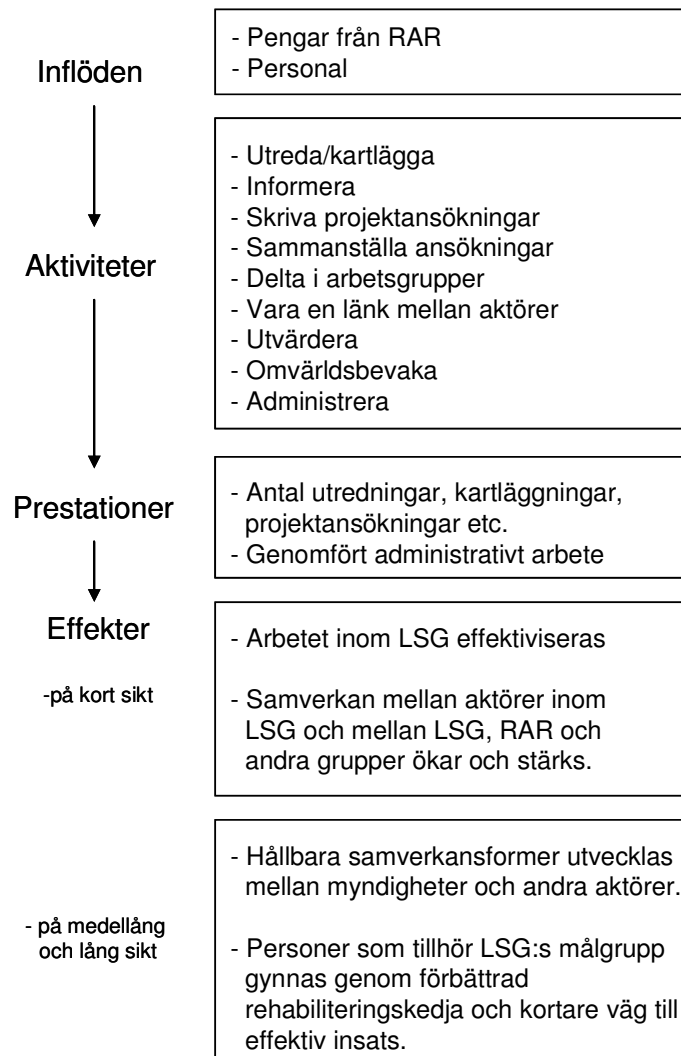 Inflöden
- Pengar från RAR
- Personal
Aktiviteter
- Utreda/kartlägga
- Informera
- Skriva projektansökningar
- Sammanställa ansökningar
- Delta i arbetsgrupper
- Vara en länk mellan aktörer
- Utvärdera
- Omvärldsbevaka
- Administrera
Prestationer
- Antal utredningar, kartläggningar,
projektansökningar etc.
- Genomfört administrativt arbete
Effekter
-på kort sikt
- Arbetet inom LSG effektiviseras
- Samverkan mellan aktörer inom
LSG och mellan LSG, RAR och
andra grupper ökar och stärks.
- på medellång
och lång sikt
- Hållbara samverkansformer utvecklas
mellan myndigheter och andra aktörer.
- Personer som tillhör LSG:s målgrupp
gynnas genom förbättrad
rehabiliteringskedja och kortare väg till
effektiv insats.